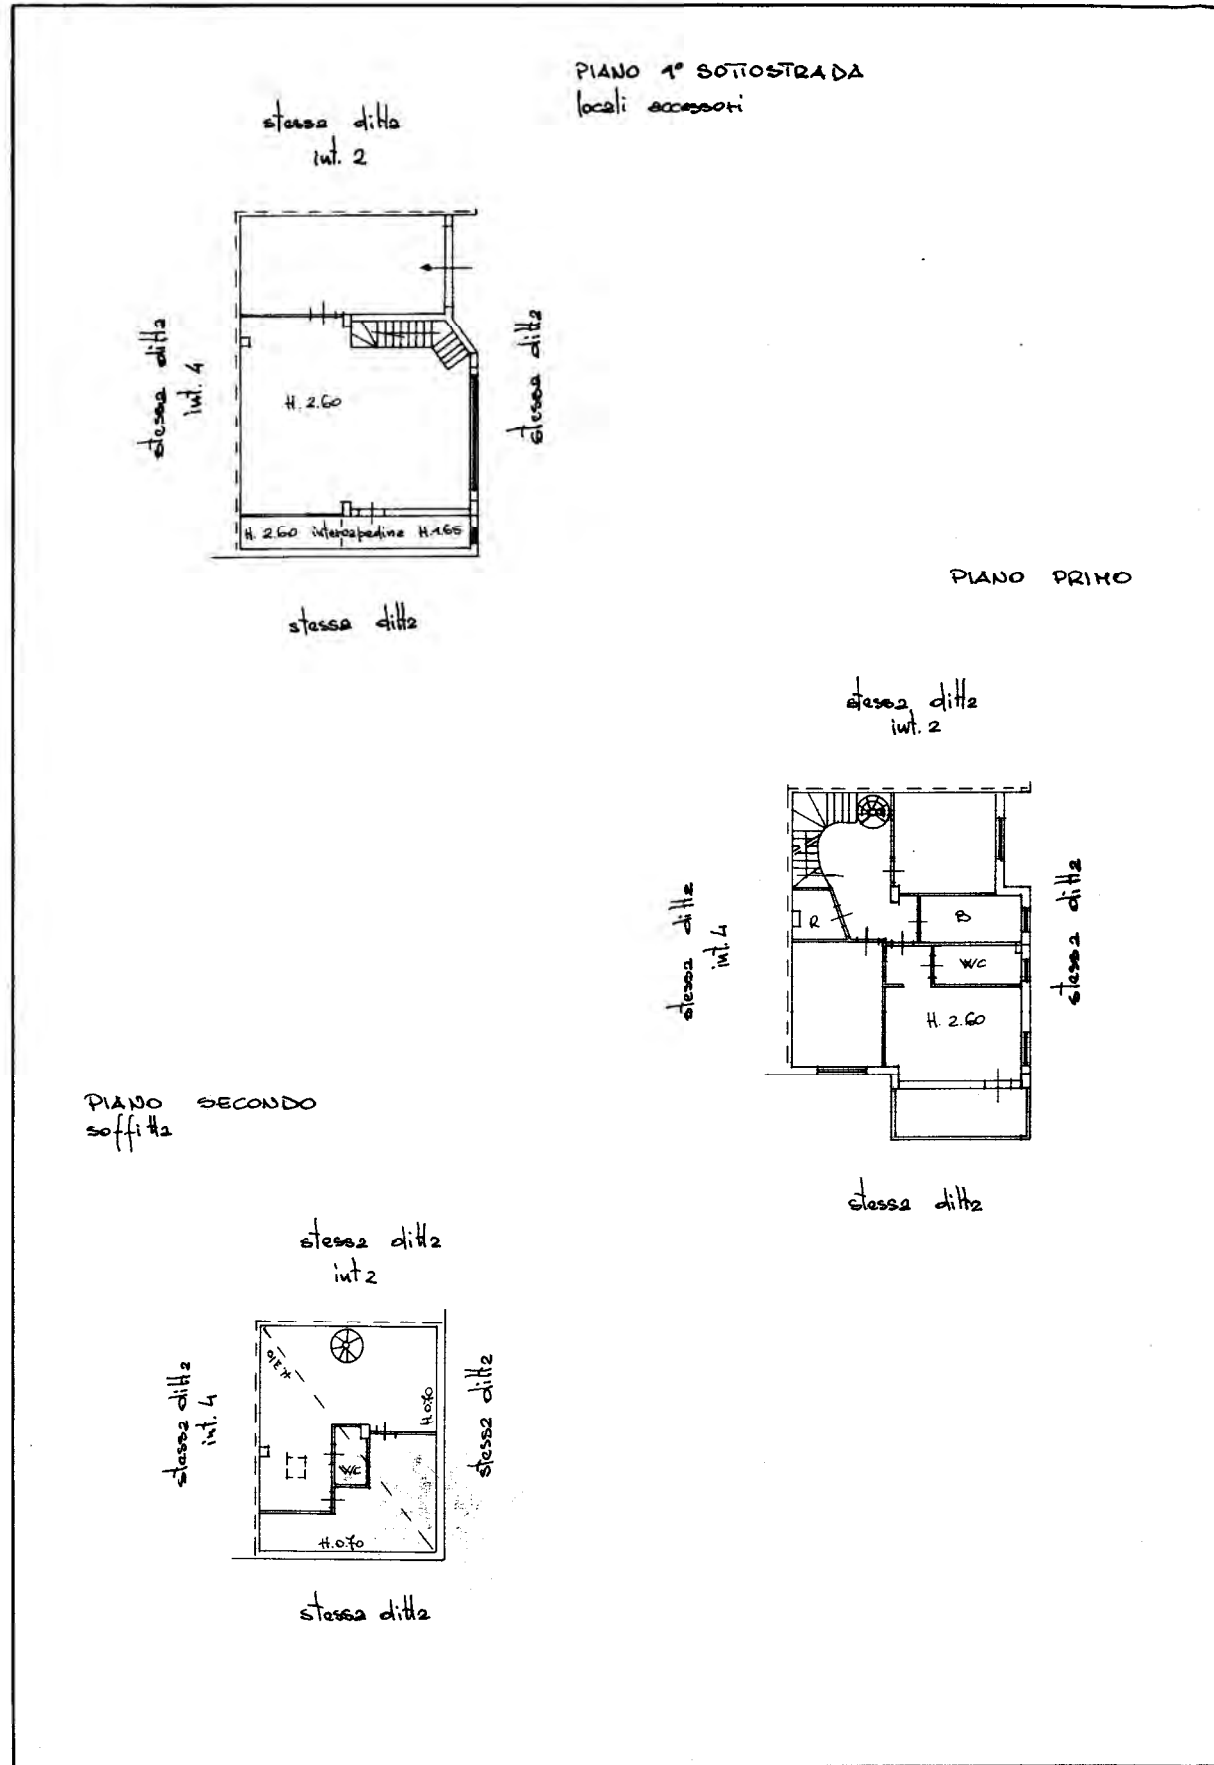 PIANO 1° SOTTOSTRADA
locali accessori
stessa ditta
int. 2
stessa ditta
int. 4
stessa ditta
H. 2.60
H. 2.60 intercapedine H.1.65
stessa ditta
PIANO PRIMO
stessa ditta
int. 2
stessa ditta
int. 4
stessa ditta
R
B
WC
H. 2.60
stessa ditta
PIANO SECONDO
soffitta
stessa ditta
int 2
stessa ditta
int. 4
stessa ditta
H.0.70
WC
H.0.70
stessa ditta